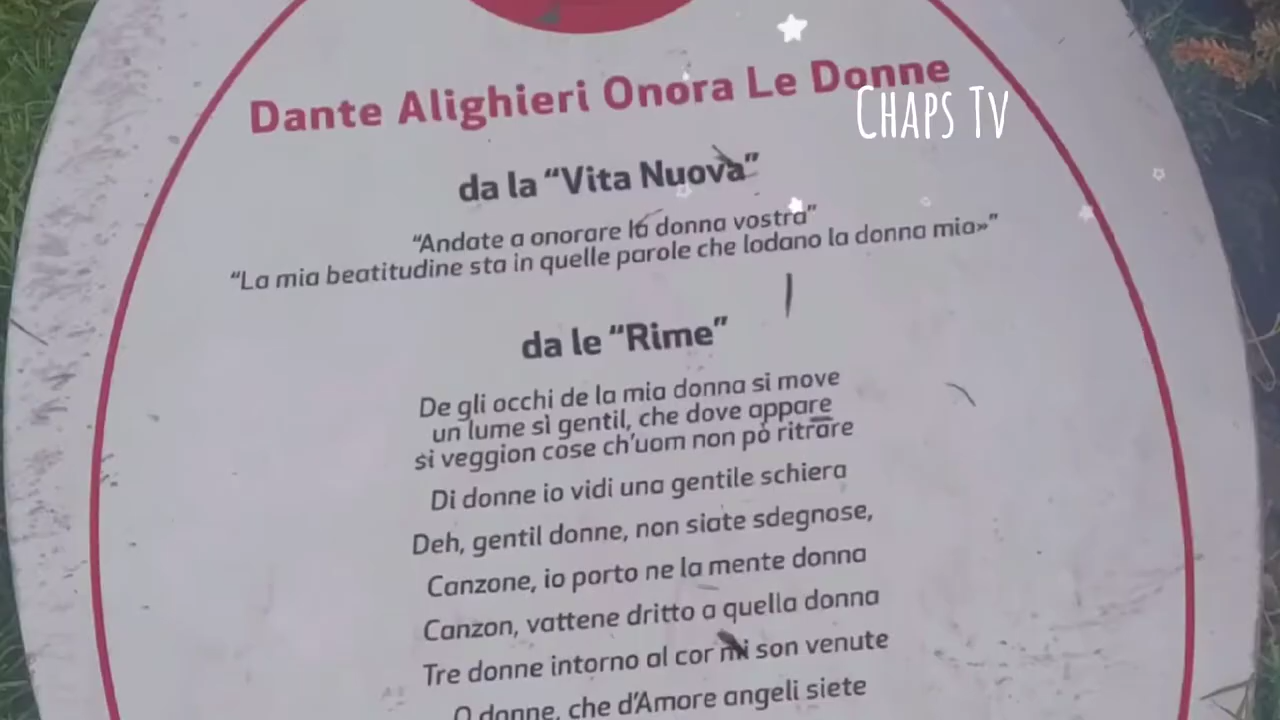 Dante Alighieri Onora Le Donne
CHAPS TV
da la “Vita Nuova”
“Andate a onorare la donna vostra”
“La mia beatitudine sta in quelle parole che lodano la donna mia»”
da le “Rime”
De gli occhi de la mia donna si move
un lume sì gentil, che dove appare
si veggion cose ch’uom non pò ritrare
Di donne io vidi una gentile schiera
Deh, gentil donne, non siate sdegnose,
Canzone, io porto ne la mente donna
Canzon, vattene dritto a quella donna
Tre donne intorno al cor mi son venute
O donne, che d’Amore angeli siete